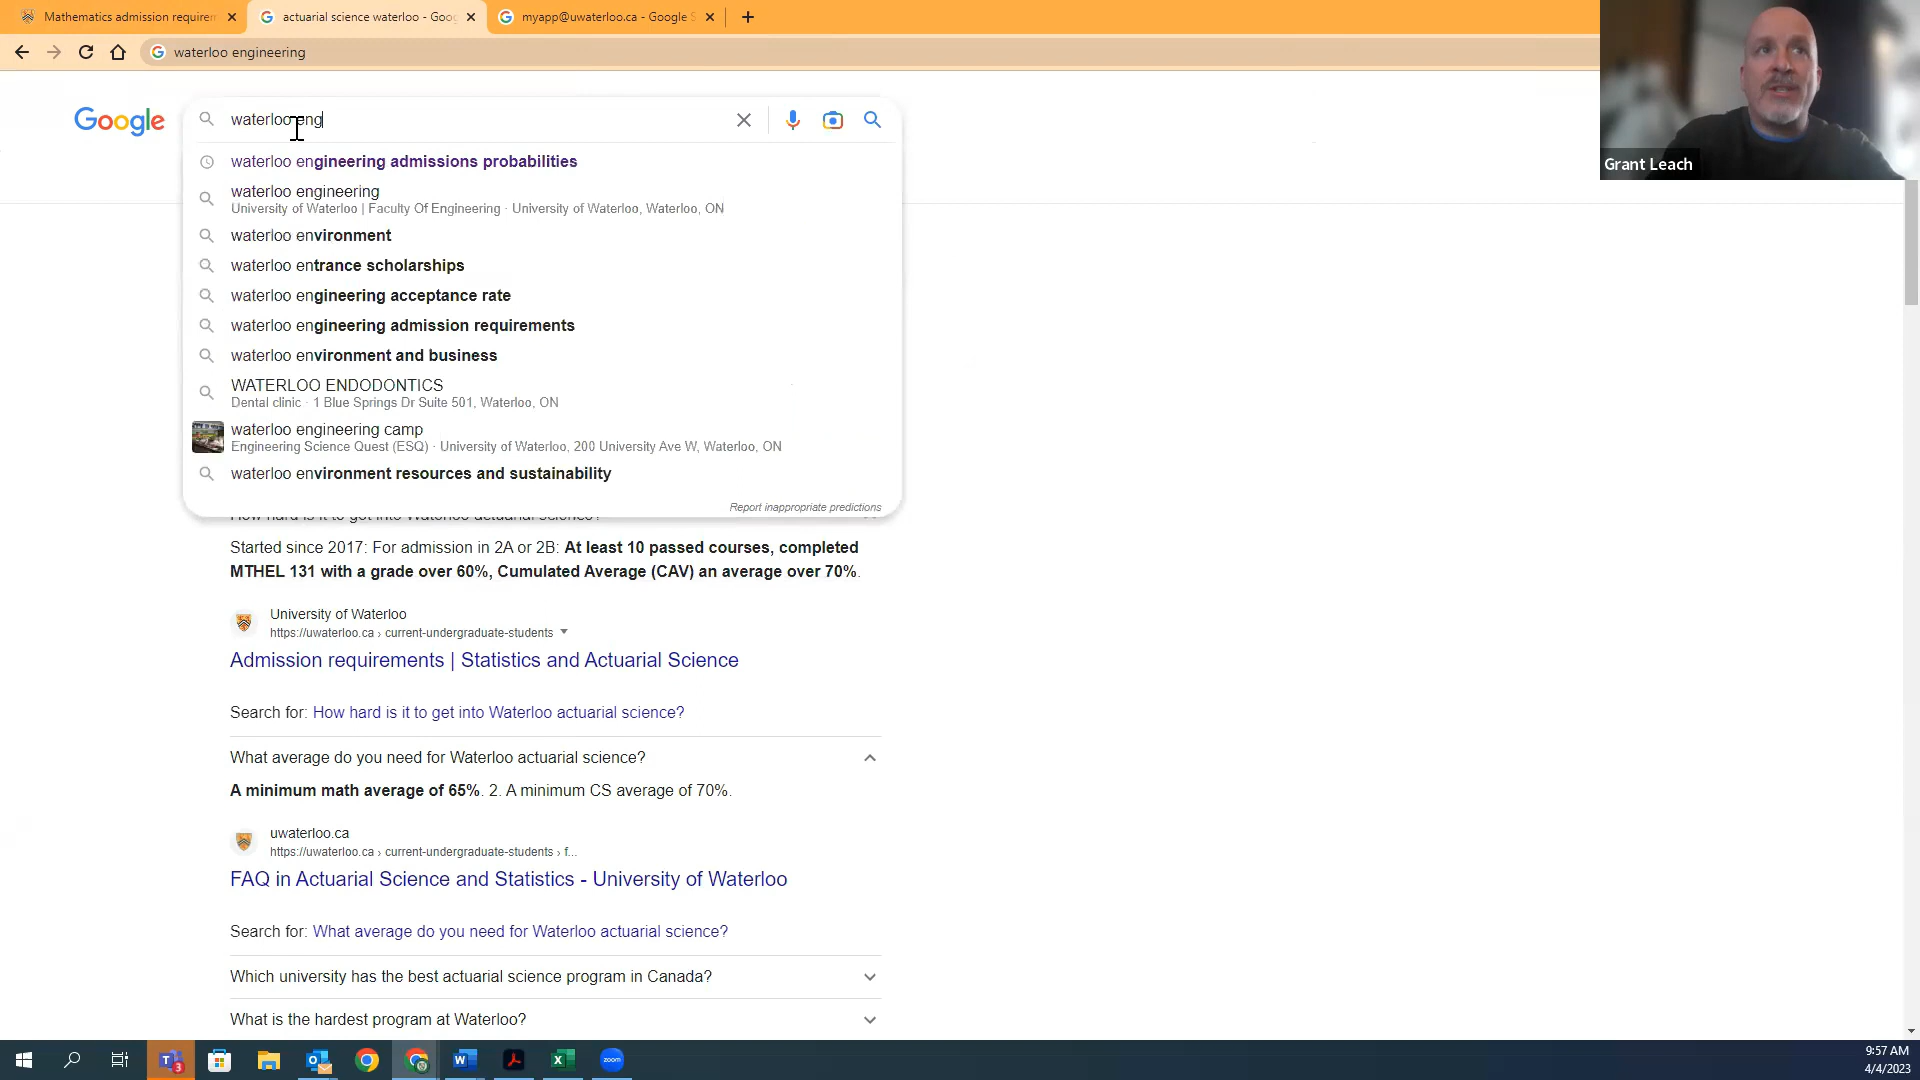 Mathematics admission requirem
actuarial science waterloo - Goo
myapp@uwaterloo.ca - Google S
waterloo engineering
Google
waterloo eng
waterloo engineering admissions probabilities
waterloo engineering
University of Waterloo | Faculty Of Engineering · University of Waterloo, Waterloo, ON
waterloo environment
waterloo entrance scholarships
waterloo engineering acceptance rate
waterloo engineering admission requirements
waterloo environment and business
WATERLOO ENDODONTICS
Dental clinic · 1 Blue Springs Dr Suite 501, Waterloo, ON
waterloo engineering camp
Engineering Science Quest (ESQ) · University of Waterloo, 200 University Ave W, Waterloo, ON
waterloo environment resources and sustainability
Report inappropriate predictions
How hard is it to get into Waterloo actuarial science?
Started since 2017: For admission in 2A or 2B: At least 10 passed courses, completed
MTHEL 131 with a grade over 60%, Cumulated Average (CAV) an average over 70%.
University of Waterloo
https://uwaterloo.ca › current-undergraduate-students
Admission requirements | Statistics and Actuarial Science
Search for: How hard is it to get into Waterloo actuarial science?
What average do you need for Waterloo actuarial science?
A minimum math average of 65%. 2. A minimum CS average of 70%.
uwaterloo.ca
https://uwaterloo.ca › current-undergraduate-students › f...
FAQ in Actuarial Science and Statistics - University of Waterloo
Search for: What average do you need for Waterloo actuarial science?
Which university has the best actuarial science program in Canada?
What is the hardest program at Waterloo?
Grant Leach
zoom
9:57 AM
4/4/2023